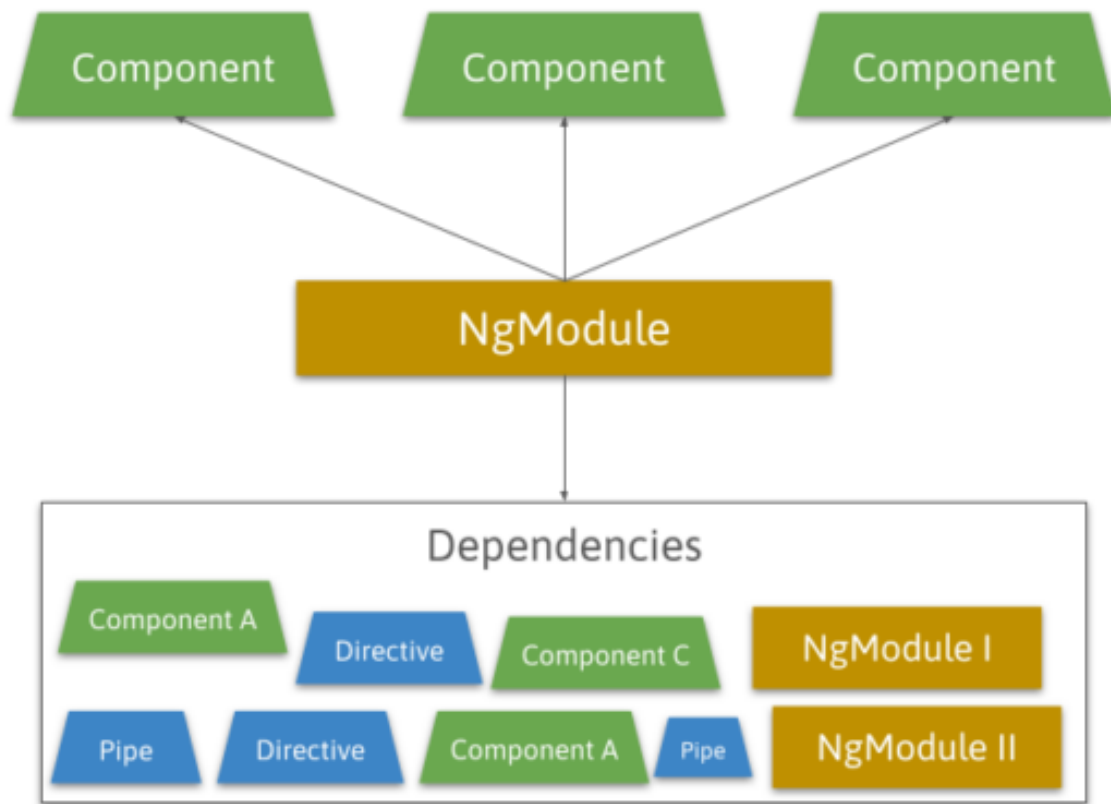 Component
Component
Component
NgModule
Dependencies
Component A
Directive
Component C
NgModule I
Pipe
Directive
Component A
Pipe
NgModule II